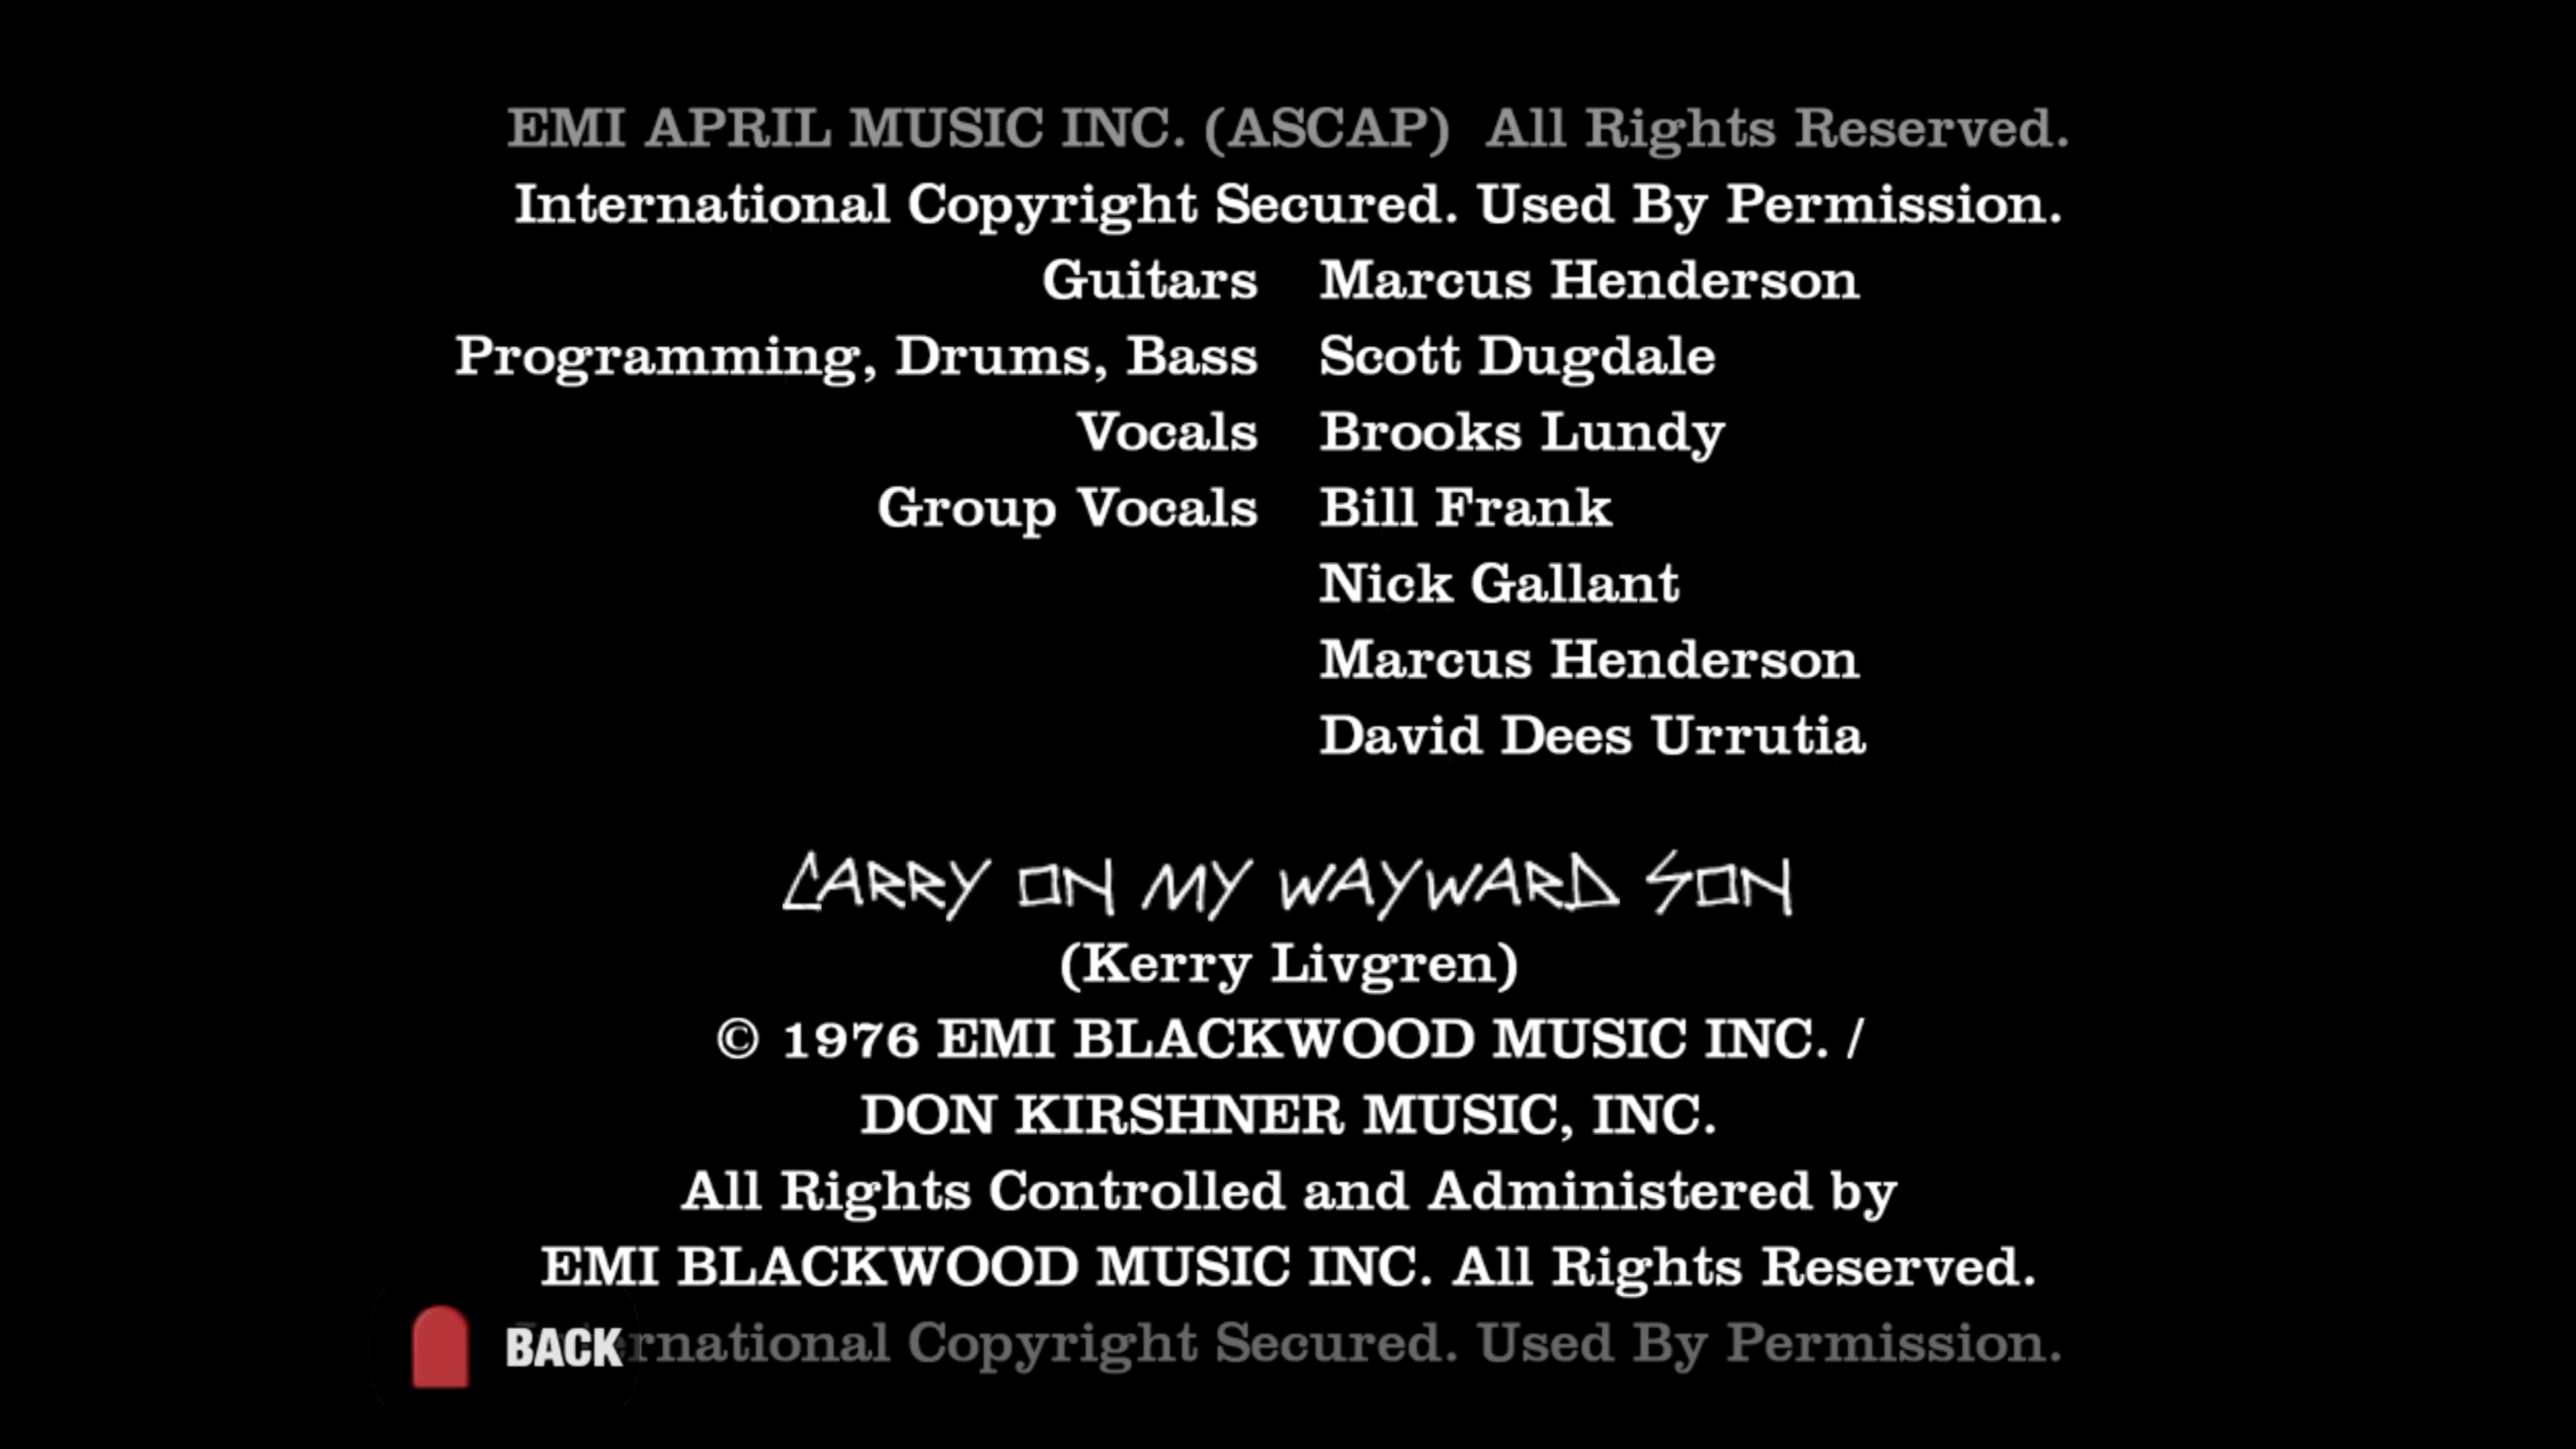 EMI APRIL MUSIC INC. (ASCAP) All Rights Reserved.
International Copyright Secured. Used By Permission.
Guitars Marcus Henderson
Programming, Drums, Bass Scott Dugdale
Vocals Brooks Lundy
Group Vocals Bill Frank
Nick Gallant
Marcus Henderson
David Dees Urrutia
CARRY ON MY WAYWARD SON
(Kerry Livgren)
© 1976 EMI BLACKWOOD MUSIC INC. /
DON KIRSHNER MUSIC, INC.
All Rights Controlled and Administered by
EMI BLACKWOOD MUSIC INC. All Rights Reserved.
International Copyright Secured. Used By Permission.
BACK